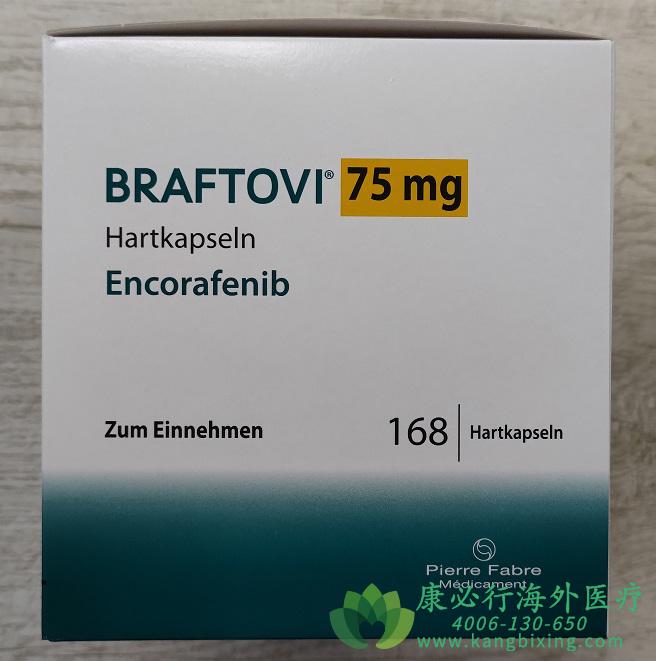 BRAFTOVI® 75 mg
Hartkapseln
Encorafenib
Zum Einnehmen
168 Hartkapseln
Pierre Fabre
Médicament
康必行海外医疗
4006-130-650
www.kangbixing.com